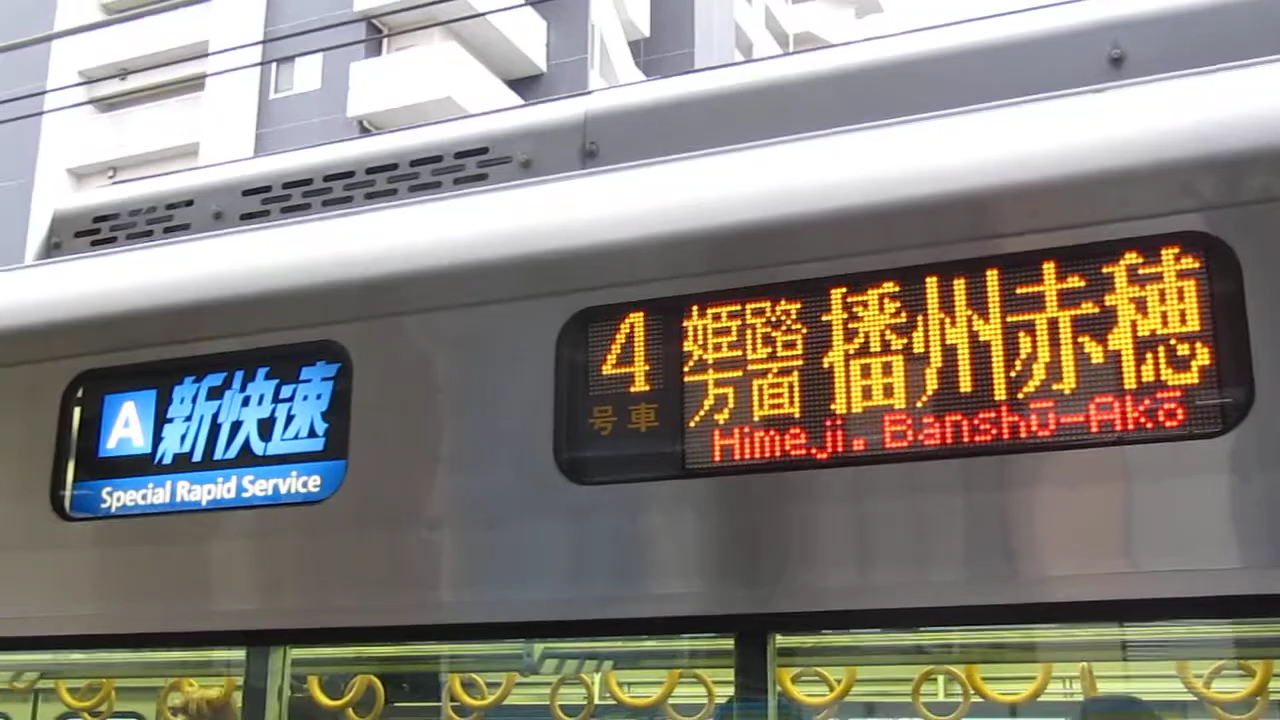 A 新快速
Special Rapid Service
4
号車
姫路
方面
播州赤穂
Himeji. Banshū-Akō